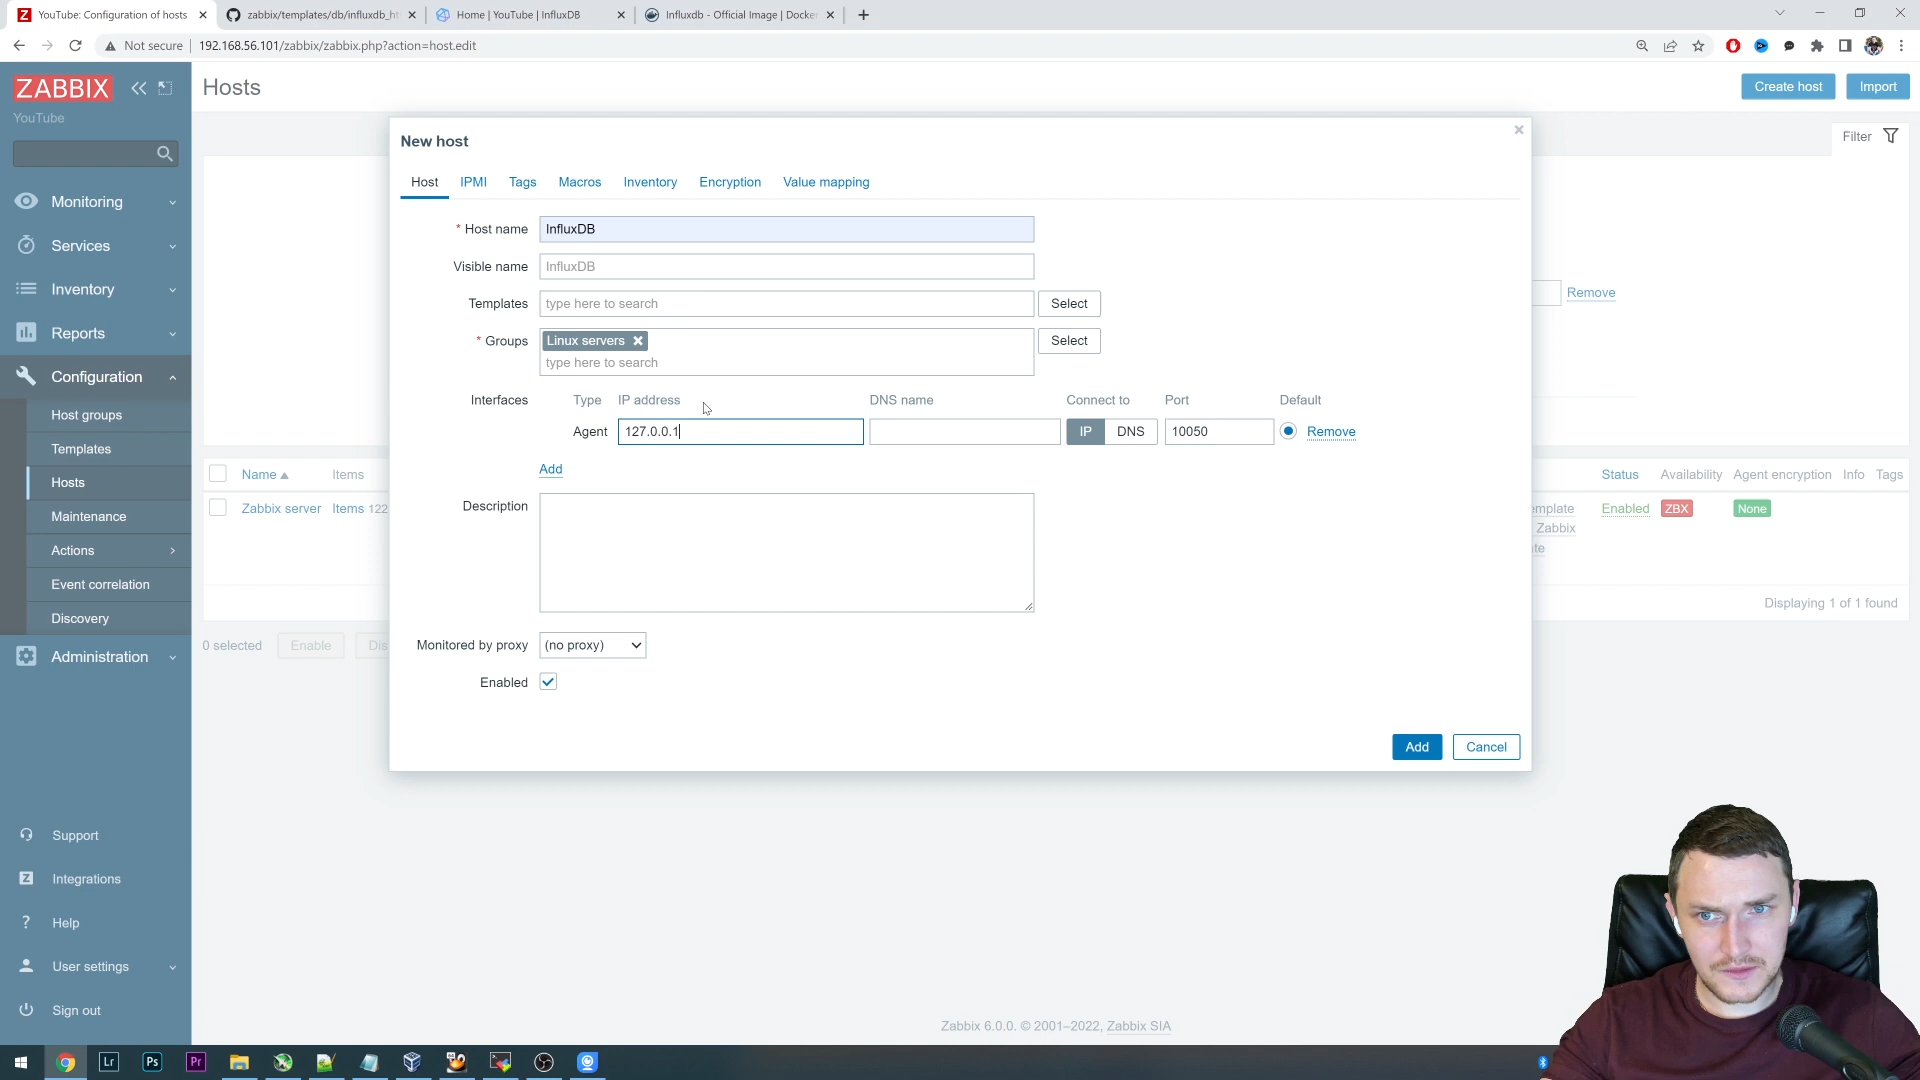 YouTube: Configuration of hosts
zabbix/templates/db/influxdb_ht
Home | YouTube | InfluxDB
Influxdb - Official Image | Docker
Not secure
192.168.56.101/zabbix/zabbix.php?action=host.edit
ZABBIX
YouTube
Monitoring
Services
Inventory
Reports
Configuration
Host groups
Templates
Hosts
Maintenance
Actions
Event correlation
Discovery
Administration
Support
Integrations
Help
User settings
Sign out
Hosts
Create host
Import
Filter
New host
Host IPMI Tags Macros Inventory Encryption Value mapping
* Host name InfluxDB
Visible name InfluxDB
Templates type here to search Select
* Groups Linux servers Select
type here to search
Interfaces Type IP address DNS name Connect to Port Default
Agent 127.0.0.1 IP DNS 10050 Remove
Add
Description
Monitored by proxy (no proxy)
Enabled
Add Cancel
Remove
Name Items Status Availability Agent encryption Info Tags
Zabbix server Items 122 emplate Enabled ZBX None
Zabbix
te
Displaying 1 of 1 found
0 selected Enable Dis
Zabbix 6.0.0. © 2001–2022, Zabbix SIA
Lr Ps Pr